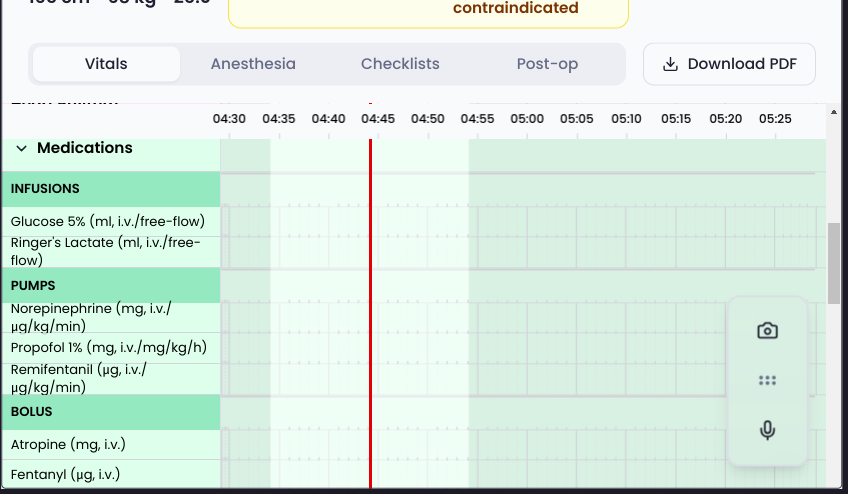 contraindicated
Vitals
Anesthesia
Checklists
Post-op
Download PDF
04:30 04:35 04:40 04:45 04:50 04:55 05:00 05:05 05:10 05:15 05:20 05:25
Medications
INFUSIONS
Glucose 5% (ml, i.v./free-flow)
Ringer's Lactate (ml, i.v./free-
flow)
PUMPS
Norepinephrine (mg, i.v./
µg/kg/min)
Propofol 1% (mg, i.v./mg/kg/h)
Remifentanil (µg, i.v./
µg/kg/min)
BOLUS
Atropine (mg, i.v.)
Fentanyl (µg, i.v.)